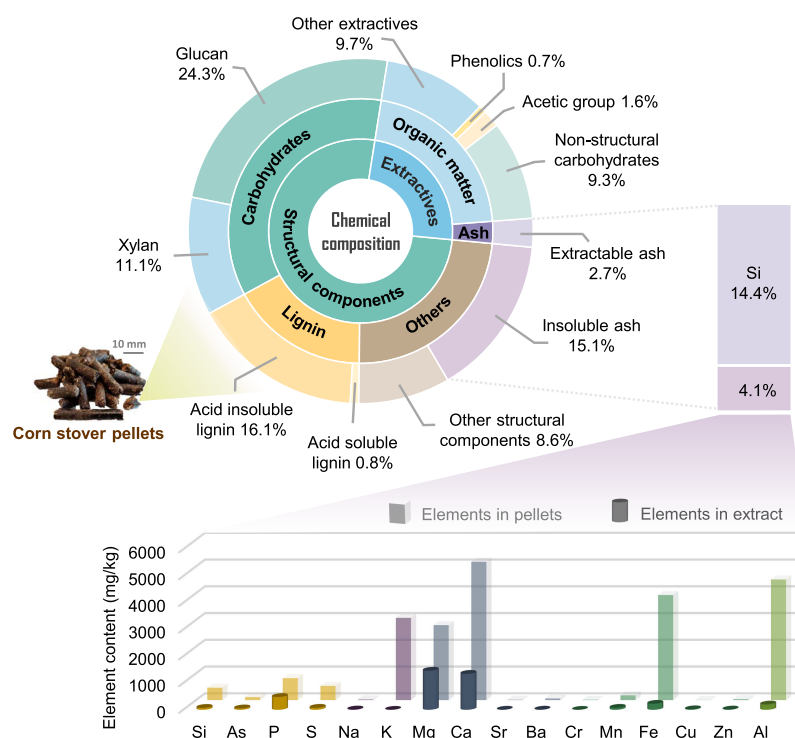 Other extractives
9.7%
Glucan
24.3%
Phenolics 0.7%
Acetic group 1.6%
Non-structural
carbohydrates
9.3%
Carbohydrates
Organic matter
Extractives
Structural components
Chemical
composition
Ash
Extractable ash
2.7%
Xylan
11.1%
Lignin
Others
Insoluble ash
15.1%
Si
14.4%
4.1%
10 mm
Corn stover pellets
Acid insoluble
lignin 16.1%
Acid soluble
lignin 0.8%
Other structural
components 8.6%
Elements in pellets
Elements in extract
Element content (mg/kg)
6000
5000
4000
3000
2000
1000
0
Si As P S Na K Mg Ca Sr Ba Cr Mn Fe Cu Zn Al